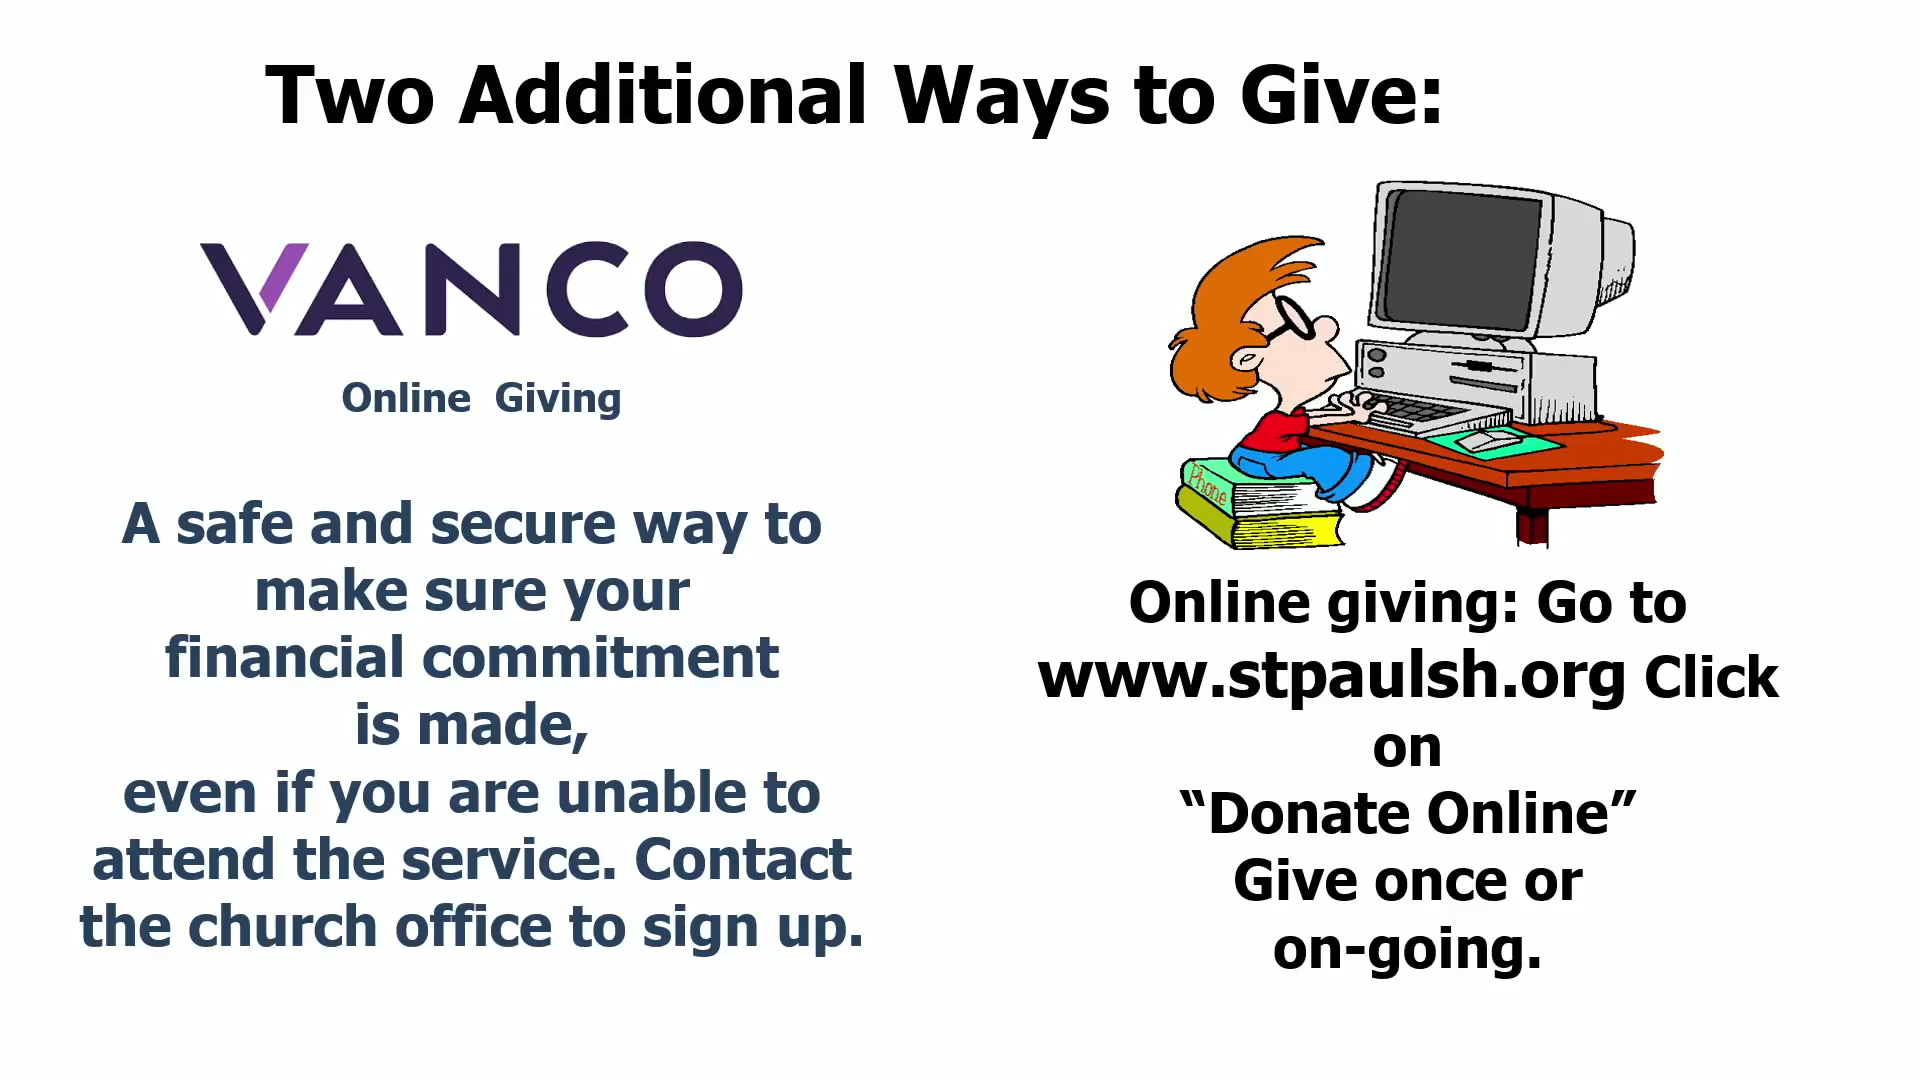 Two Additional Ways to Give:
VANCO
Online Giving
A safe and secure way to
make sure your
financial commitment
is made,
even if you are unable to
attend the service. Contact
the church office to sign up.
Phone
Online giving: Go to
www.stpaulsh.org Click
on
“Donate Online”
Give once or
on-going.